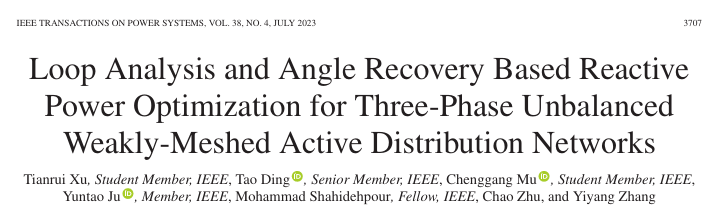 IEEE TRANSACTIONS ON POWER SYSTEMS, VOL. 38, NO. 4, JULY 2023 3707
Loop Analysis and Angle Recovery Based Reactive
Power Optimization for Three-Phase Unbalanced
Weakly-Meshed Active Distribution Networks
Tianrui Xu, Student Member, IEEE, Tao Ding iD, Senior Member, IEEE, Chenggang Mu iD, Student Member, IEEE,
Yuntao Ju iD, Member, IEEE, Mohammad Shahidehpour, Fellow, IEEE, Chao Zhu, and Yiyang Zhang